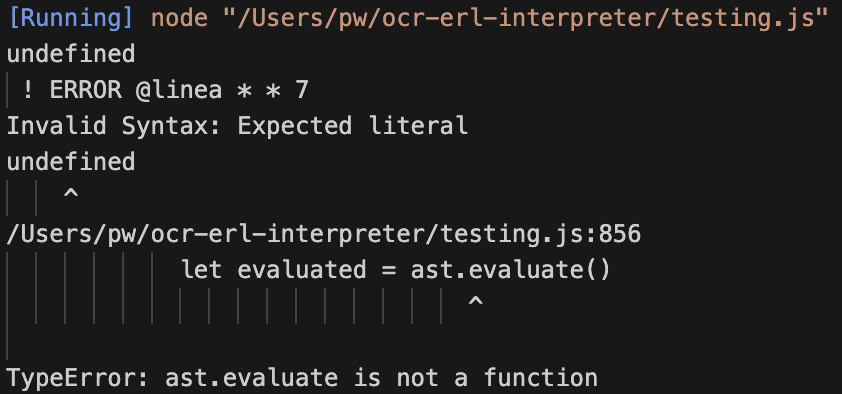 [Running] node "/Users/pw/ocr-erl-interpreter/testing.js"
undefined
! ERROR @linea * * 7
Invalid Syntax: Expected literal
undefined
^
/Users/pw/ocr-erl-interpreter/testing.js:856
let evaluated = ast.evaluate()
^
TypeError: ast.evaluate is not a function